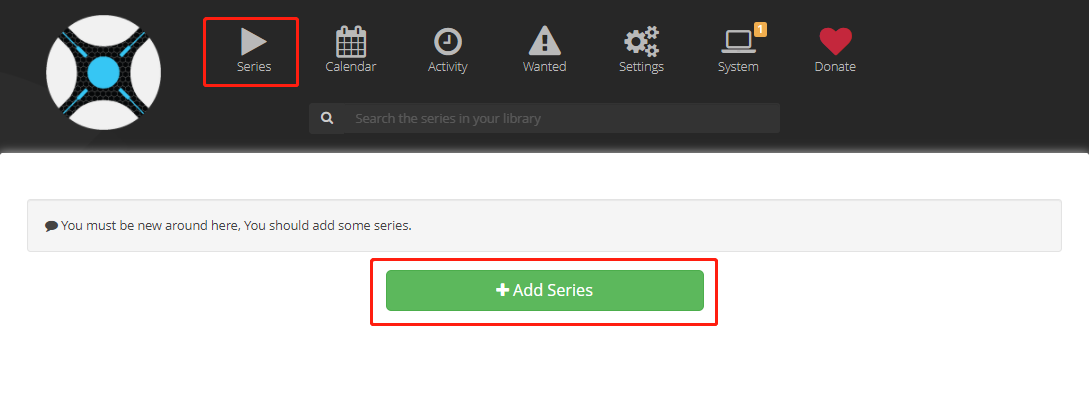 1
Series Calendar Activity Wanted Settings System Donate
Search the series in your library
You must be new around here, You should add some series.
Add Series